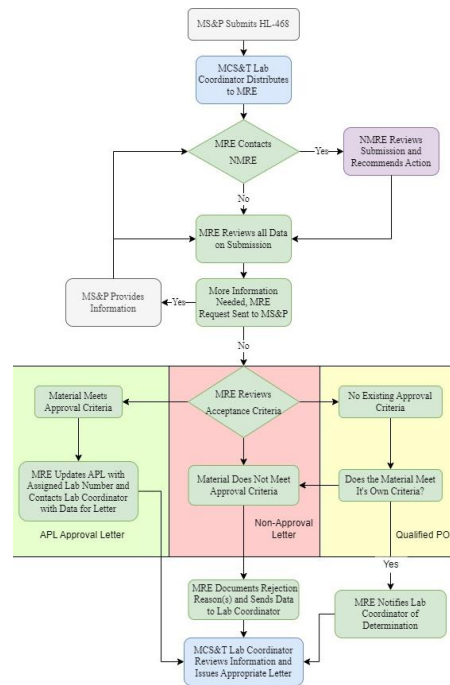 MS&P Submits HL-468
MCS&T Lab
Coordinator Distributes
to MRE
MRE Contacts
NMRE
Yes
NMRE Reviews
Submission and
Recommends Action
No
MRE Reviews all Data
on Submission
MS&P Provides
Information
Yes
More Information
Needed, MRE
Request Sent to MS&P
No
Material Meets
Approval Criteria
MRE Reviews
Acceptance Criteria
No Existing Approval
Criteria
MRE Updates APL with
Assigned Lab Number and
Contacts Lab Coordinator
with Data for Letter
Material Does Not Meet
Approval Criteria
Does the Material Meet
It's Own Criteria?
APL Approval Letter
Non-Approval
Letter
Qualified PO
Yes
MRE Documents Rejection
Reason(s) and Sends Data
to Lab Coordinator
MRE Notifies Lab
Coordinator of
Determination
MCS&T Lab Coordinator
Reviews Information and
Issues Appropriate Letter